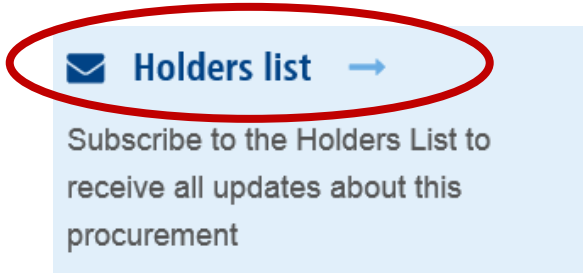 Holders list →
Subscribe to the Holders List to
receive all updates about this
procurement